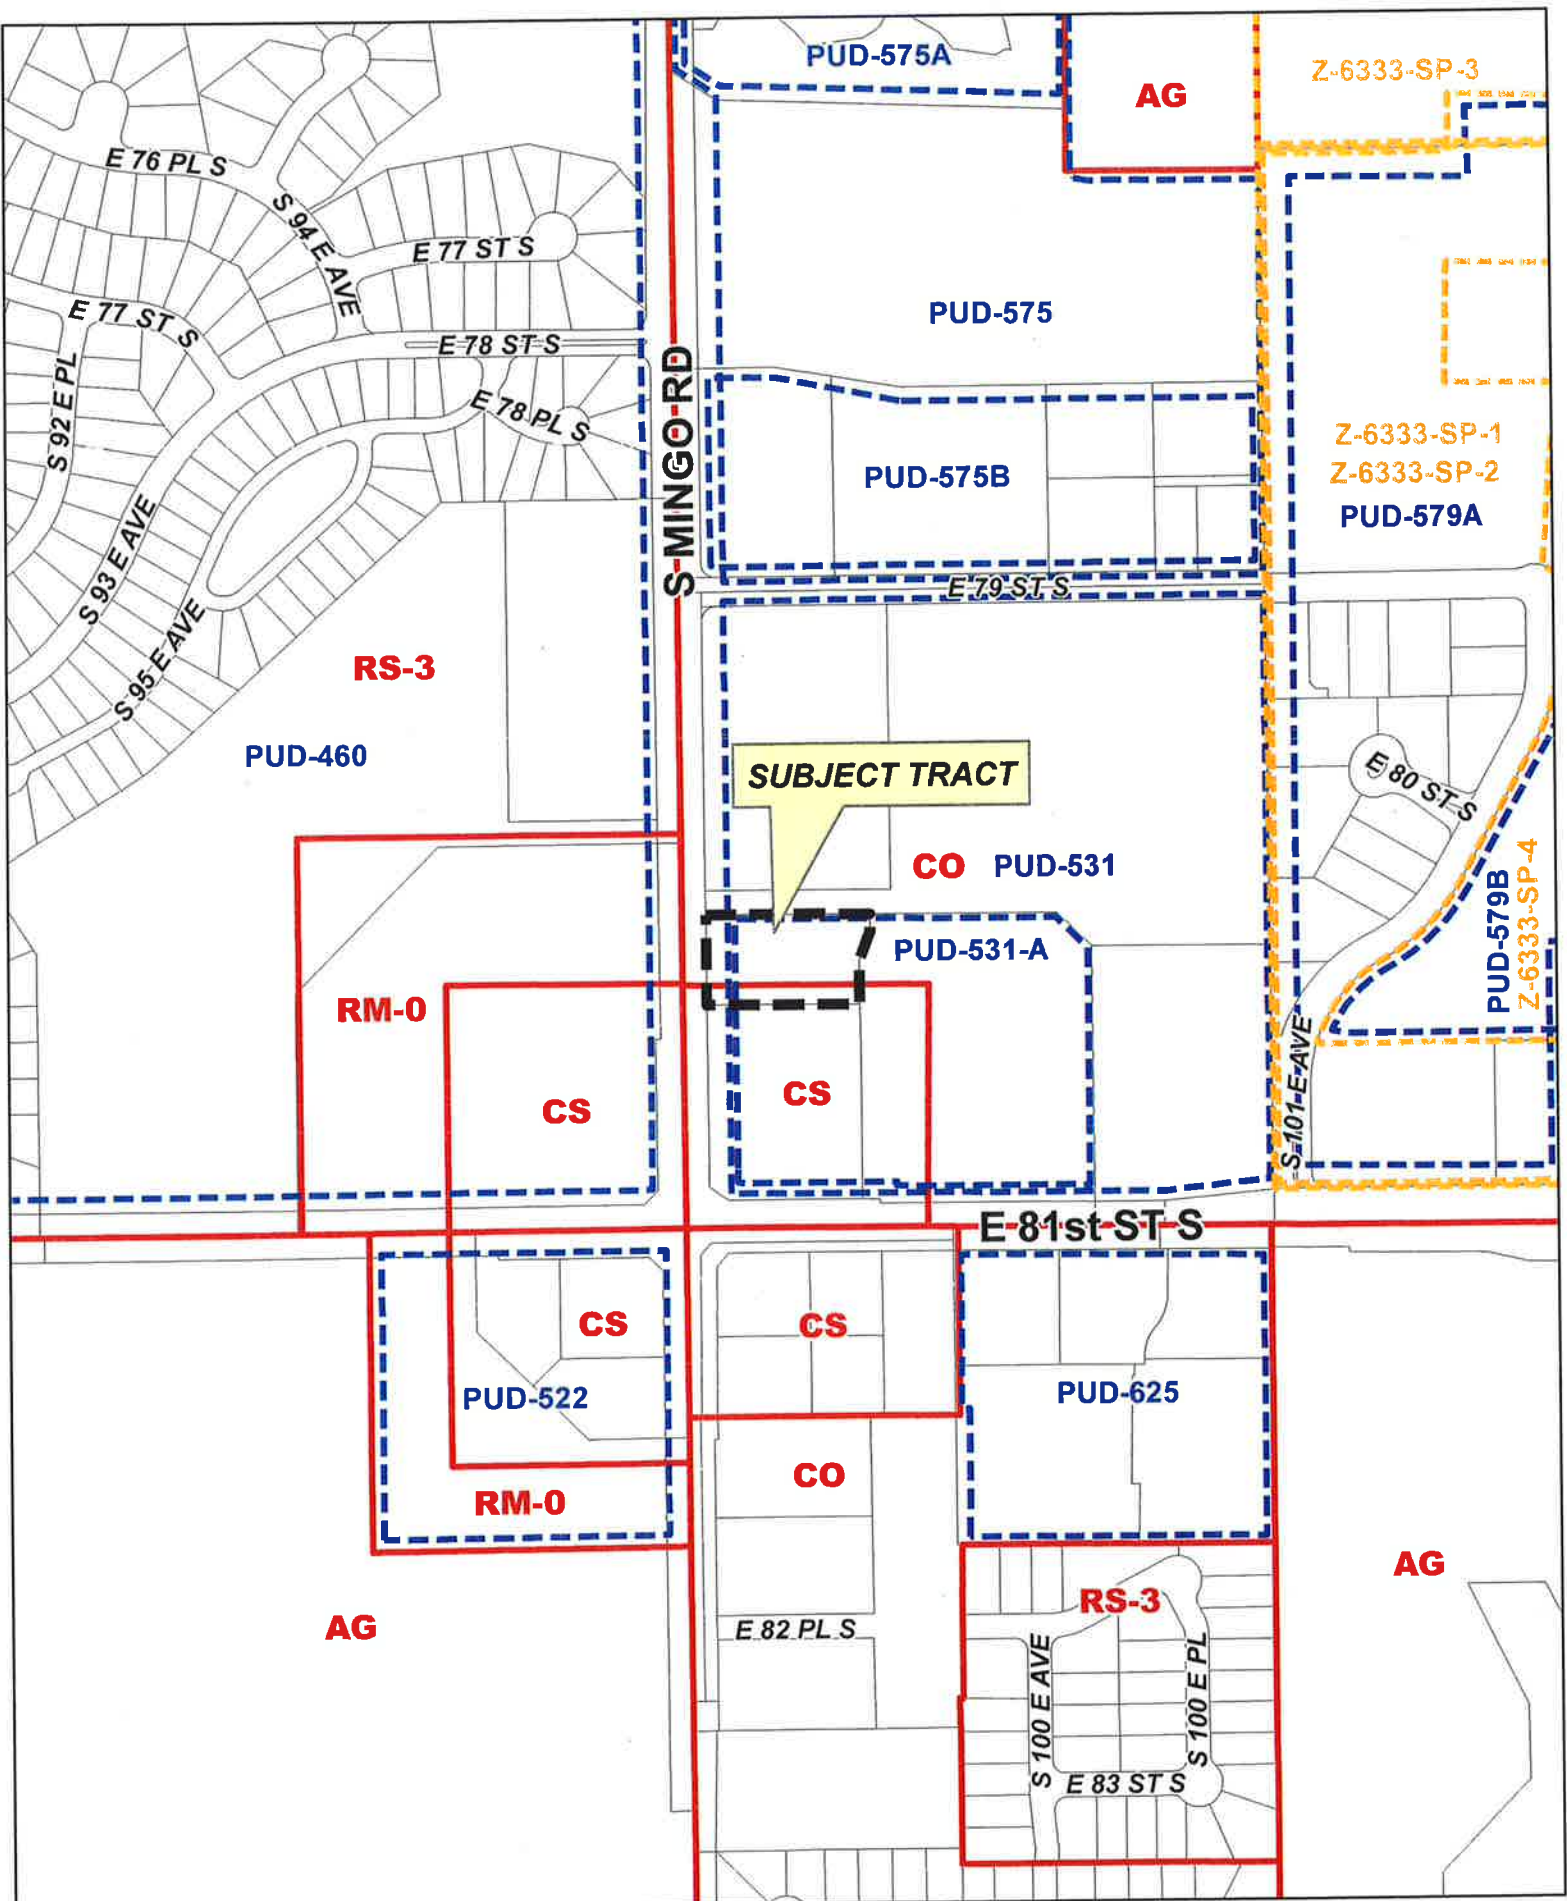 PUD-575A
Z-6333-SP-3
AG
E 76 PL S
S 94 E AVE
E 77 ST S
E 77 ST S
PUD-575
E 78 ST S
S 92 E PL
E 78 PL S
S MINGO RD
Z-6333-SP-1
Z-6333-SP-2
PUD-579A
PUD-575B
S 93 E AVE
E 79 ST S
S 95 E AVE
RS-3
PUD-460
SUBJECT TRACT
E 80 ST S
CO
PUD-531
PUD-579B
Z-6333-SP-4
PUD-531-A
RM-0
CS
CS
S 101 E AVE
E 81st ST S
CS
CS
PUD-522
PUD-625
CO
RM-0
AG
RS-3
AG
E 82 PL S
S 100 E AVE
S 100 E PL
E 83 ST S